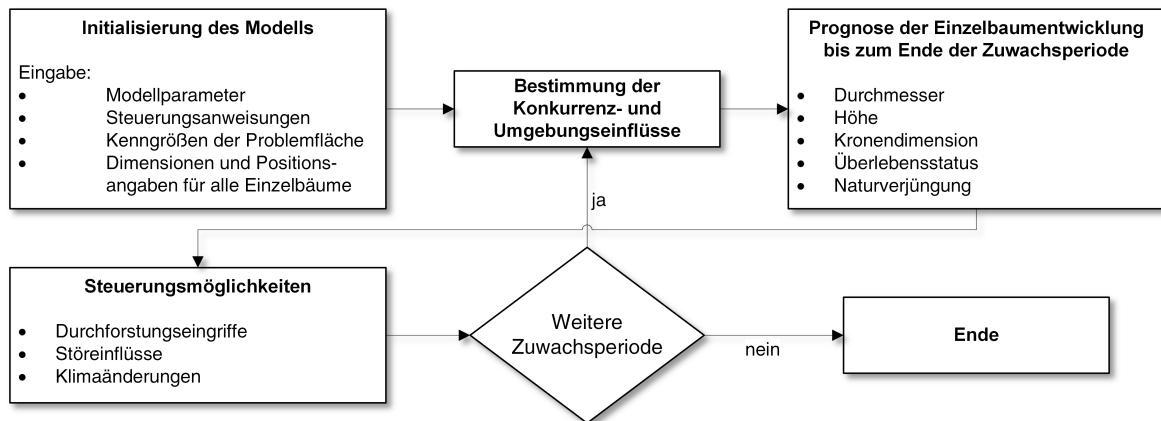 Initialisierung des Modells
Eingabe:
• Modellparameter
• Steuerungsanweisungen
• Kenngrößen der Problemfläche
• Dimensionen und Positions-
angaben für alle Einzelbäume
Bestimmung der
Konkurrenz- und
Umgebungseinflüsse
Prognose der Einzelbaumentwicklung
bis zum Ende der Zuwachsperiode
• Durchmesser
• Höhe
• Kronendimension
• Überlebensstatus
• Naturverjüngung
Steuerungsmöglichkeiten
• Durchforstungseingriffe
• Störeinflüsse
• Klimaänderungen
Weitere
Zuwachsperiode
ja
nein
Ende